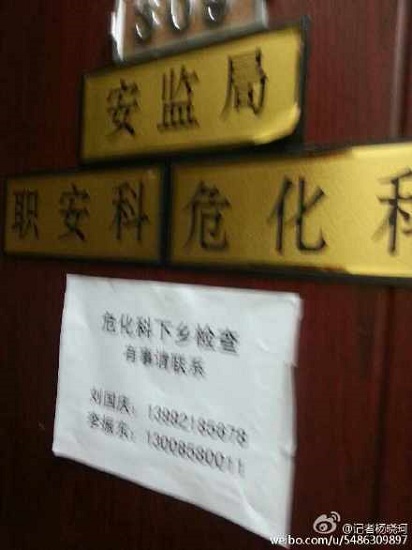 309
安监局
职安科
危化科
危化科下乡检查
有事请联系
刘国庆：13992185878
李振东：13008580011
@记者杨晓珂
weibo.com/u/5486309897